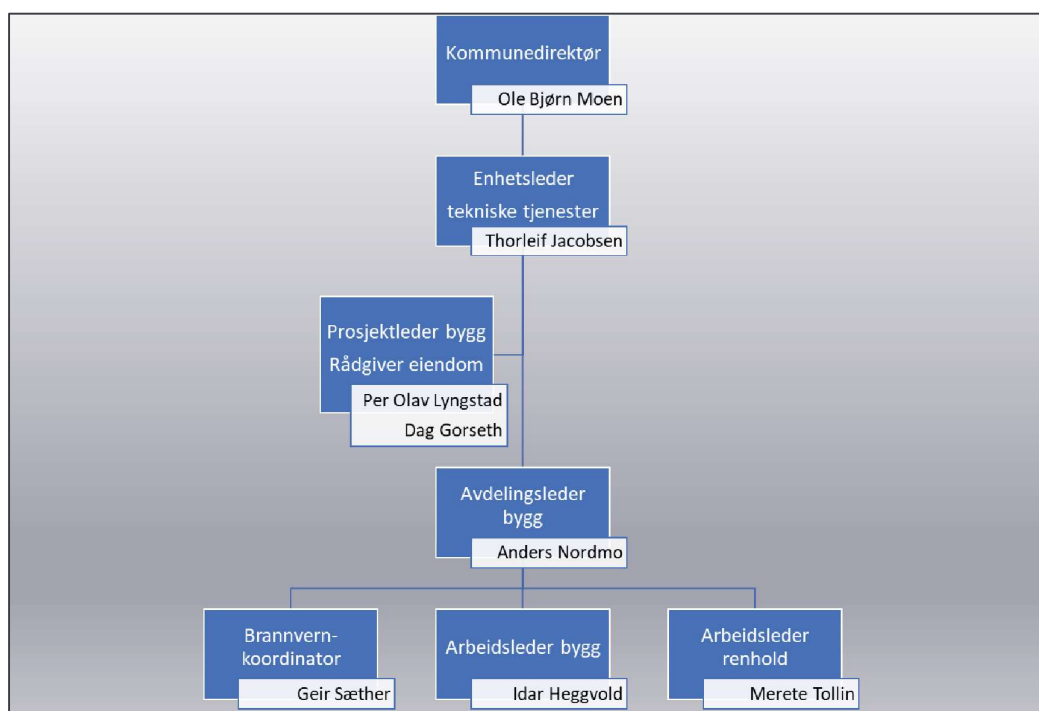 Kommunedirektør
Ole Bjørn Moen
Enhetsleder
tekniske tjenester
Thorleif Jacobsen
Prosjektleder bygg
Rådgiver eiendom
Per Olav Lyngstad
Dag Gorseth
Avdelingsleder
bygg
Anders Nordmo
Brannvern-
koordinator
Geir Sæther
Arbeidsleder bygg
Idar Heggvold
Arbeidsleder
renhold
Merete Tollin